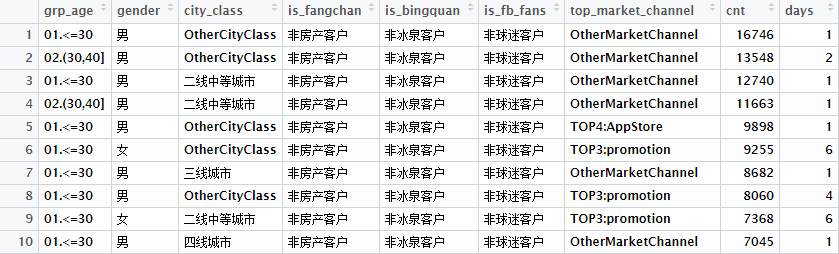 grp_age gender city_class is_fangchan is_bingquan is_fb_fans top_market_channel cnt days
1 01.<=30 男 OtherCityClass 非房产客户 非冰泉客户 非球迷客户 OtherMarketChannel 16746 1
2 02.(30,40] 男 OtherCityClass 非房产客户 非冰泉客户 非球迷客户 OtherMarketChannel 13548 2
3 01.<=30 男 二线中等城市 非房产客户 非冰泉客户 非球迷客户 OtherMarketChannel 12740 1
4 02.(30,40] 男 二线中等城市 非房产客户 非冰泉客户 非球迷客户 OtherMarketChannel 11663 1
5 01.<=30 男 OtherCityClass 非房产客户 非冰泉客户 非球迷客户 TOP4:AppStore 9898 1
6 01.<=30 女 OtherCityClass 非房产客户 非冰泉客户 非球迷客户 TOP3:promotion 9255 6
7 01.<=30 男 三线城市 非房产客户 非冰泉客户 非球迷客户 OtherMarketChannel 8682 1
8 01.<=30 男 OtherCityClass 非房产客户 非冰泉客户 非球迷客户 TOP3:promotion 8060 4
9 01.<=30 女 二线中等城市 非房产客户 非冰泉客户 非球迷客户 TOP3:promotion 7368 6
10 01.<=30 男 四线城市 非房产客户 非冰泉客户 非球迷客户 OtherMarketChannel 7045 1